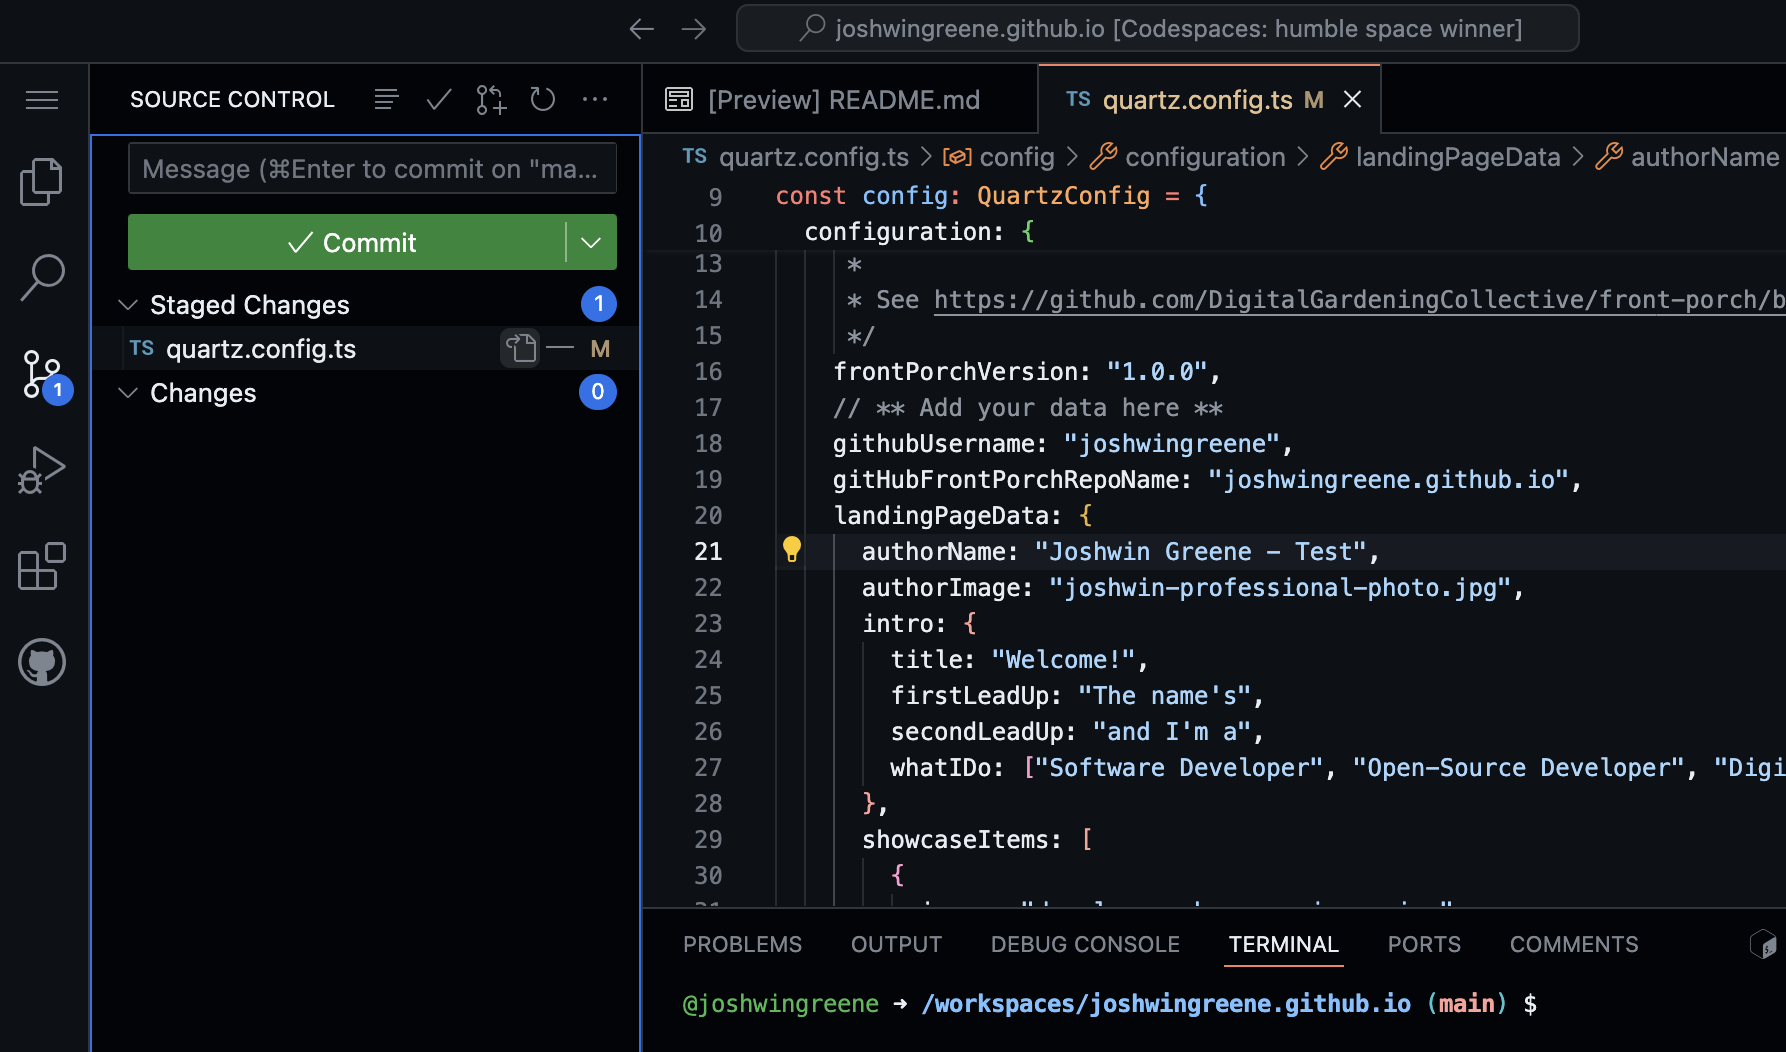 joshwingreene.github.io [Codespaces: humble space winner]
SOURCE CONTROL
Message (⌘Enter to commit on "ma...
Commit
Staged Changes 1
TS quartz.config.ts M
Changes 0
1
[Preview] README.md
TS quartz.config.ts M
TS quartz.config.ts > config > configuration > landingPageData > authorName
9 const config: QuartzConfig = {
10 configuration: {
13 *
14 * See https://github.com/DigitalGardeningCollective/front-porch/b
15 */
16 frontPorchVersion: "1.0.0",
17 // ** Add your data here **
18 githubUsername: "joshwingreene",
19 gitHubFrontPorchRepoName: "joshwingreene.github.io",
20 landingPageData: {
21 authorName: "Joshwin Greene - Test",
22 authorImage: "joshwin-professional-photo.jpg",
23 intro: {
24 title: "Welcome!",
25 firstLeadUp: "The name's",
26 secondLeadUp: "and I'm a",
27 whatIDo: ["Software Developer", "Open-Source Developer", "Digi
28 },
29 showcaseItems: [
30 {
PROBLEMS OUTPUT DEBUG CONSOLE TERMINAL PORTS COMMENTS
@joshwingreene ➜ /workspaces/joshwingreene.github.io (main) $